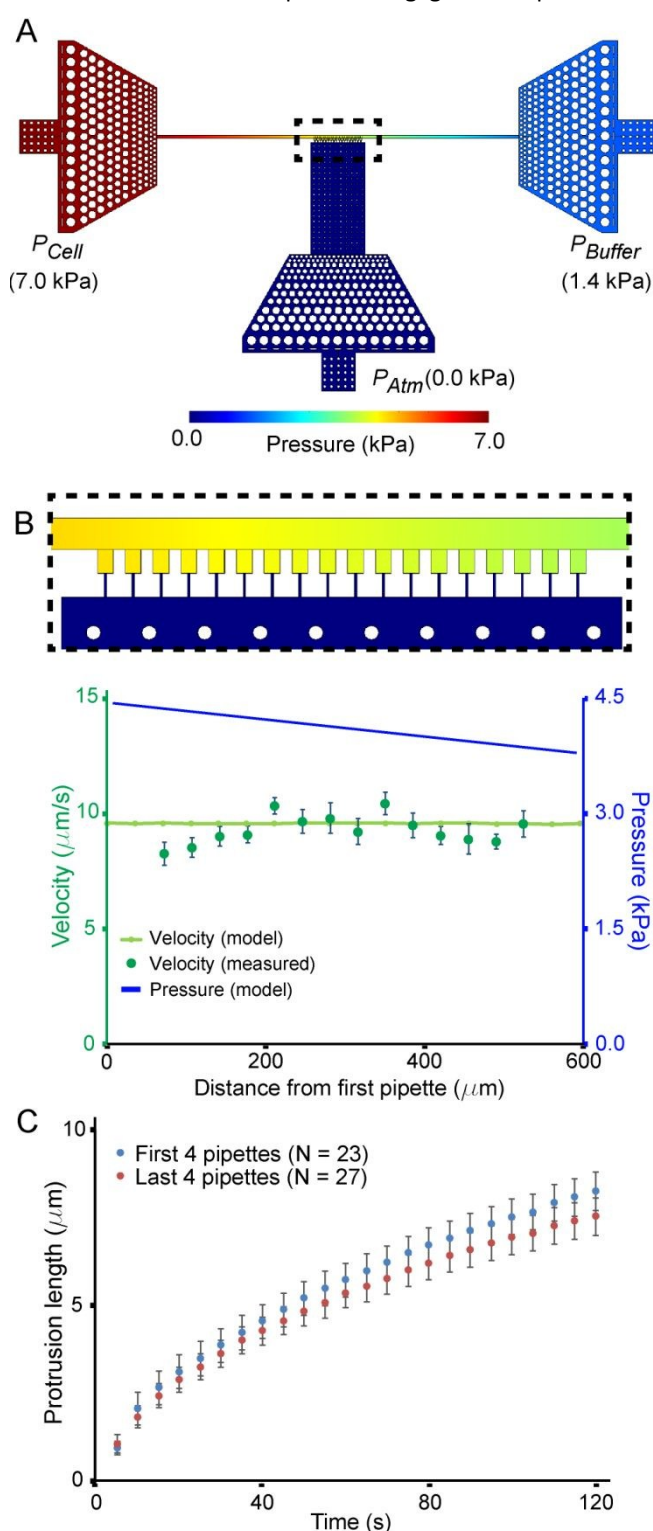 A
P_Cell
(7.0 kPa)
P_Buffer
(1.4 kPa)
P_Atm (0.0 kPa)
0.0
Pressure (kPa)
7.0
B
15
10
5
0
Velocity (μm/s)
4.5
3.0
1.5
0.0
Pressure (kPa)
Velocity (model)
Velocity (measured)
Pressure (model)
0
200
400
600
Distance from first pipette (μm)
C
10
5
0
Protrusion length (μm)
First 4 pipettes (N = 23)
Last 4 pipettes (N = 27)
0
40
80
120
Time (s)